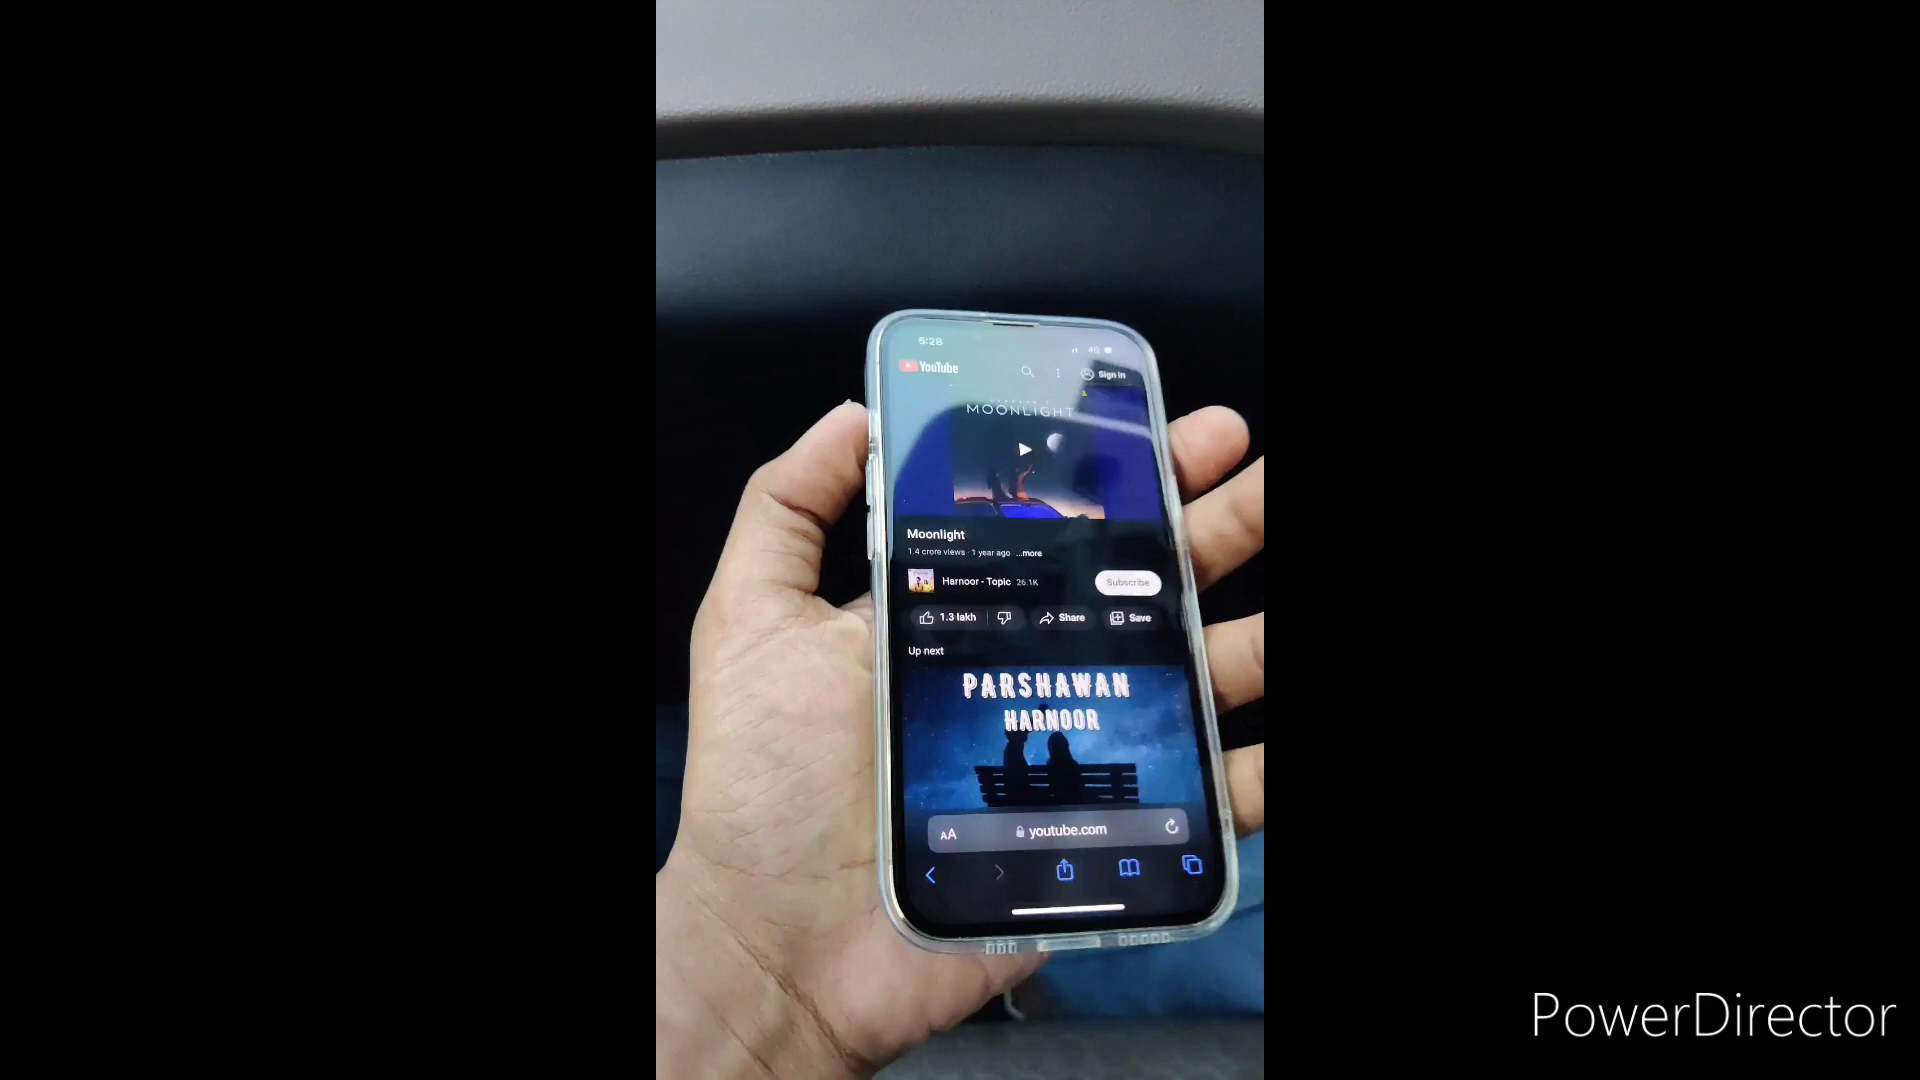 5:28
4G
YouTube
Sign in
MOONLIGHT
Moonlight
1.4 crore views · 1 year ago ...more
Harnoor - Topic 26.1K
Subscribe
1.3 lakh
Share
Save
Up next
PARSHAWAN
HARNOOR
AA
youtube.com
PowerDirector